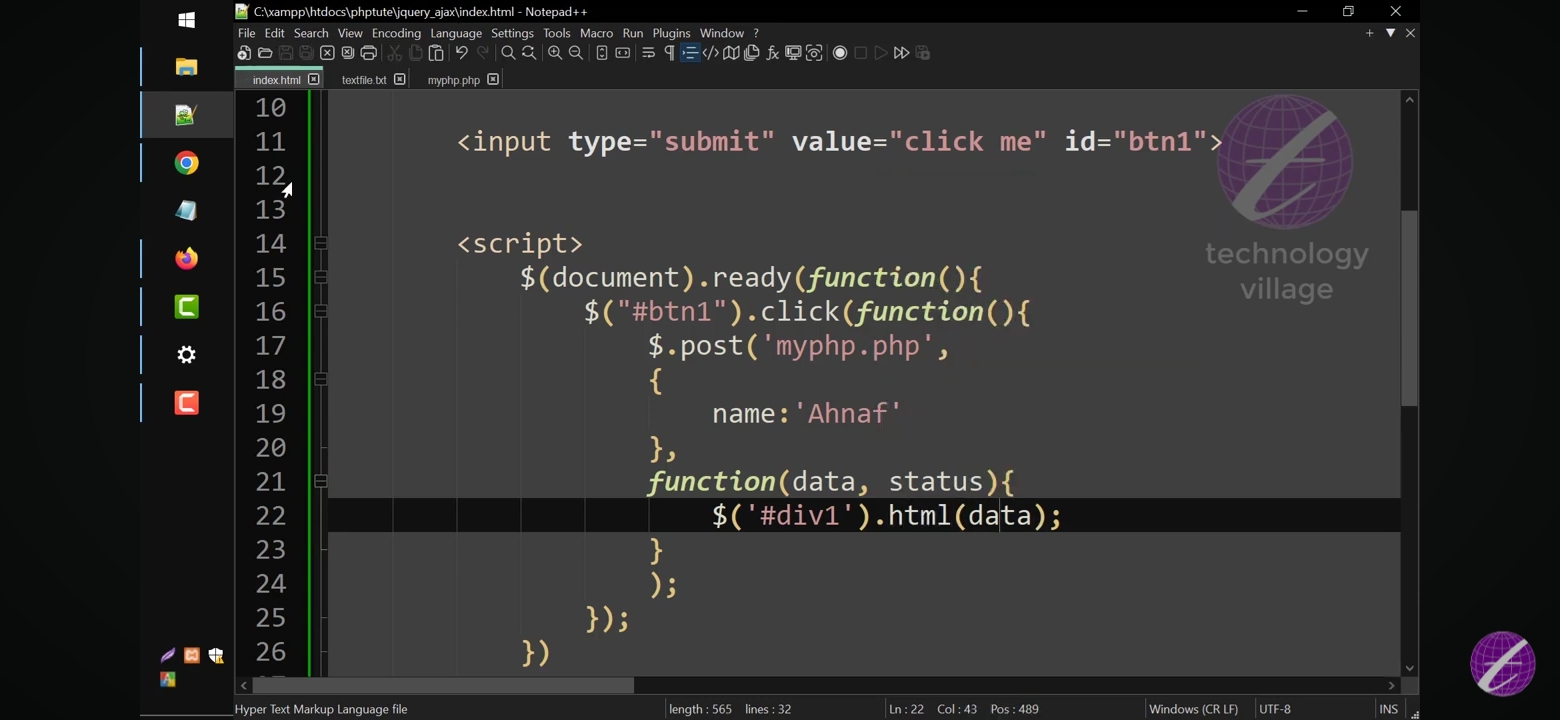 C:\xampp\htdocs\phptute\jquery_ajax\index.html - Notepad++
File Edit Search View Encoding Language Settings Tools Macro Run Plugins Window ?
index.html textfile.txt myphp.php
10
11 <input type="submit" value="click me" id="btn1">
12
13
14 <script>
15 $(document).ready(function(){
16 $("#btn1").click(function(){
17 $.post('myphp.php',
18 {
19 name:'Ahnaf'
20 },
21 function(data, status){
22 $('#div1').html(data);
23 }
24 );
25 });
26 })
technology
village
Hyper Text Markup Language file length : 565 lines : 32 Ln : 22 Col : 43 Pos : 489 Windows (CR LF) UTF-8 INS